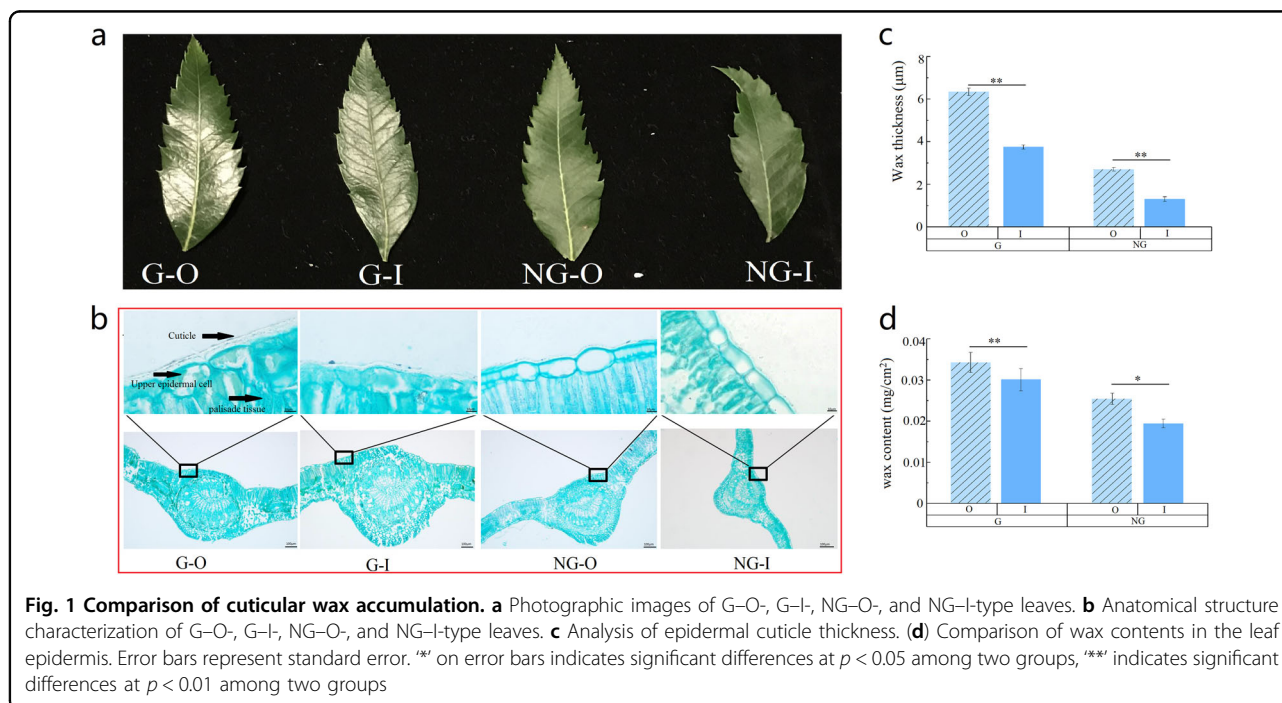 a
G-O
G-I
NG-O
NG-I
b
Cuticle
Upper epidermal cell
palisade tissue
G-O
G-I
NG-O
NG-I
c
Wax thickness (μm)
8
6
4
2
0
**
**
O
I
O
I
G
NG
d
wax content (mg/cm²)
0.04
0.03
0.02
0.01
0.00
**
*
O
I
O
I
G
NG
Fig. 1 Comparison of cuticular wax accumulation. a Photographic images of G–O-, G–I-, NG–O-, and NG–I-type leaves. b Anatomical structure
characterization of G–O-, G–I-, NG–O-, and NG–I-type leaves. c Analysis of epidermal cuticle thickness. (d) Comparison of wax contents in the leaf
epidermis. Error bars represent standard error. ‘*’ on error bars indicates significant differences at p < 0.05 among two groups, ‘**’ indicates significant
differences at p < 0.01 among two groups